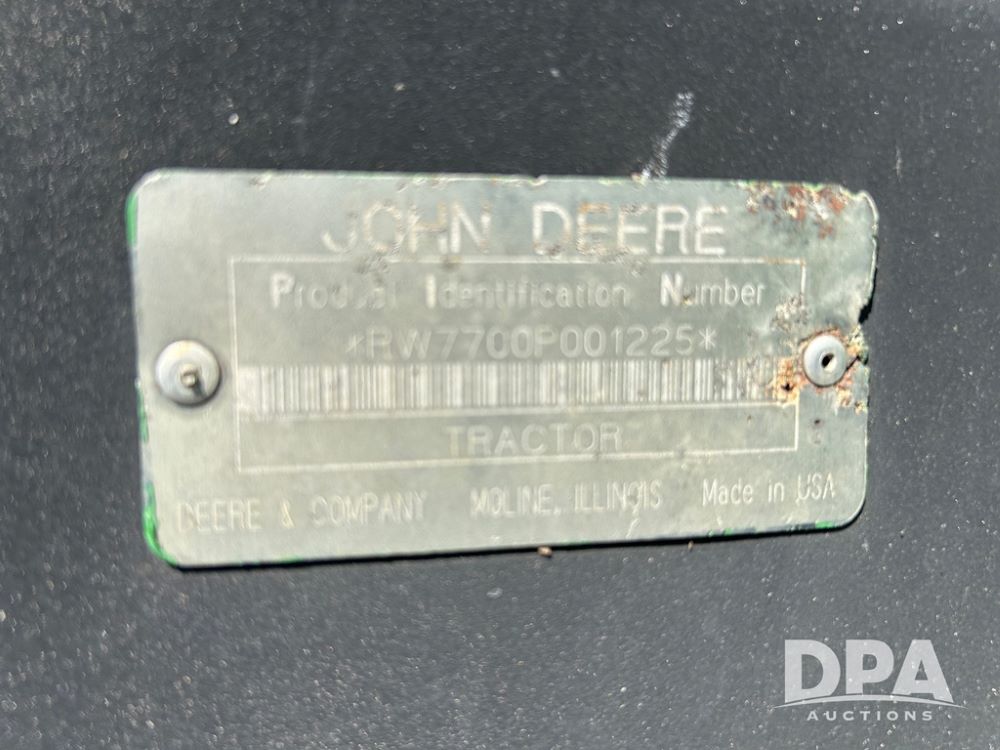 JOHN DEERE
Product Identification Number
*RW7700P001225*
TRACTOR
DEERE & COMPANY MOLINE, ILLINOIS Made in USA
DPA
AUCTIONS